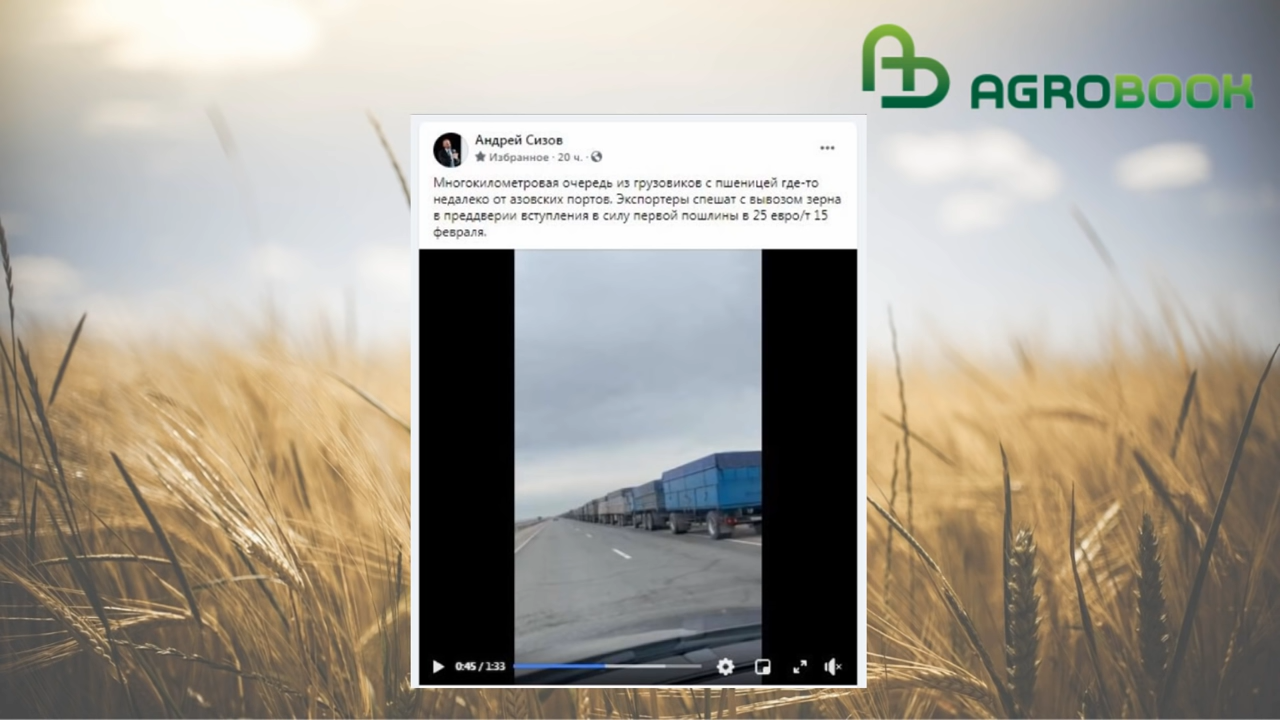 AGROBOOK
Андрей Сизов
Избранное · 20 ч. ·
Многокилометровая очередь из грузовиков с пшеницей где-то
недалеко от азовских портов. Экспортеры спешат с вывозом зерна
в преддверии вступления в силу первой пошлины в 25 евро/т 15
февраля.
0:45 / 1:33